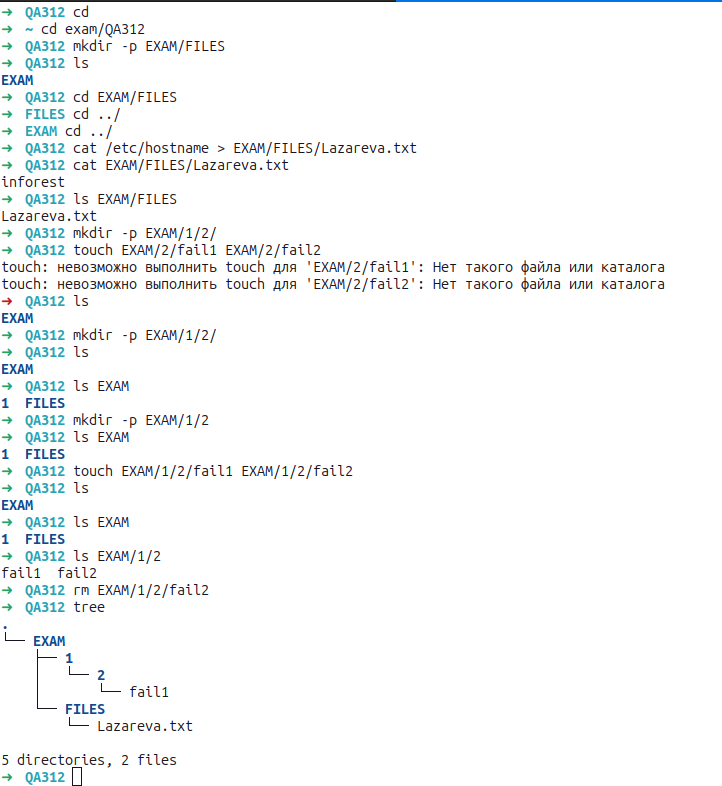 ➜  QA312 cd
➜  ~ cd exam/QA312
➜  QA312 mkdir -p EXAM/FILES
➜  QA312 ls
EXAM
➜  QA312 cd EXAM/FILES
➜  FILES cd ../
➜  EXAM cd ../
➜  QA312 cat /etc/hostname > EXAM/FILES/Lazareva.txt
➜  QA312 cat EXAM/FILES/Lazareva.txt
inforest
➜  QA312 ls EXAM/FILES
Lazareva.txt
➜  QA312 mkdir -p EXAM/1/2/
➜  QA312 touch EXAM/2/fail1 EXAM/2/fail2
touch: невозможно выполнить touch для 'EXAM/2/fail1': Нет такого файла или каталога
touch: невозможно выполнить touch для 'EXAM/2/fail2': Нет такого файла или каталога
➜  QA312 ls
EXAM
➜  QA312 mkdir -p EXAM/1/2/
➜  QA312 ls
EXAM
➜  QA312 ls EXAM
1  FILES
➜  QA312 mkdir -p EXAM/1/2
➜  QA312 ls EXAM
1  FILES
➜  QA312 touch EXAM/1/2/fail1 EXAM/1/2/fail2
➜  QA312 ls
EXAM
➜  QA312 ls EXAM
1  FILES
➜  QA312 ls EXAM/1/2
fail1  fail2
➜  QA312 rm EXAM/1/2/fail2
➜  QA312 tree
.
└── EXAM
    ├── 1
    │   └── 2
    │       └── fail1
    └── FILES
        └── Lazareva.txt

5 directories, 2 files
➜  QA312